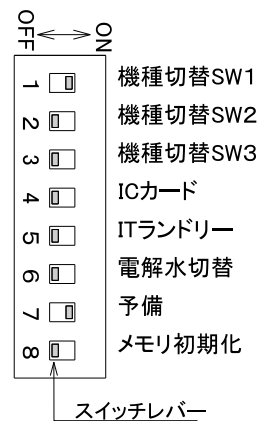 OFF ON
1 機種切替SW1
2 機種切替SW2
3 機種切替SW3
4 ICカード
5 ITランドリー
6 電解水切替
7 予備
8 メモリ初期化
スイッチレバー